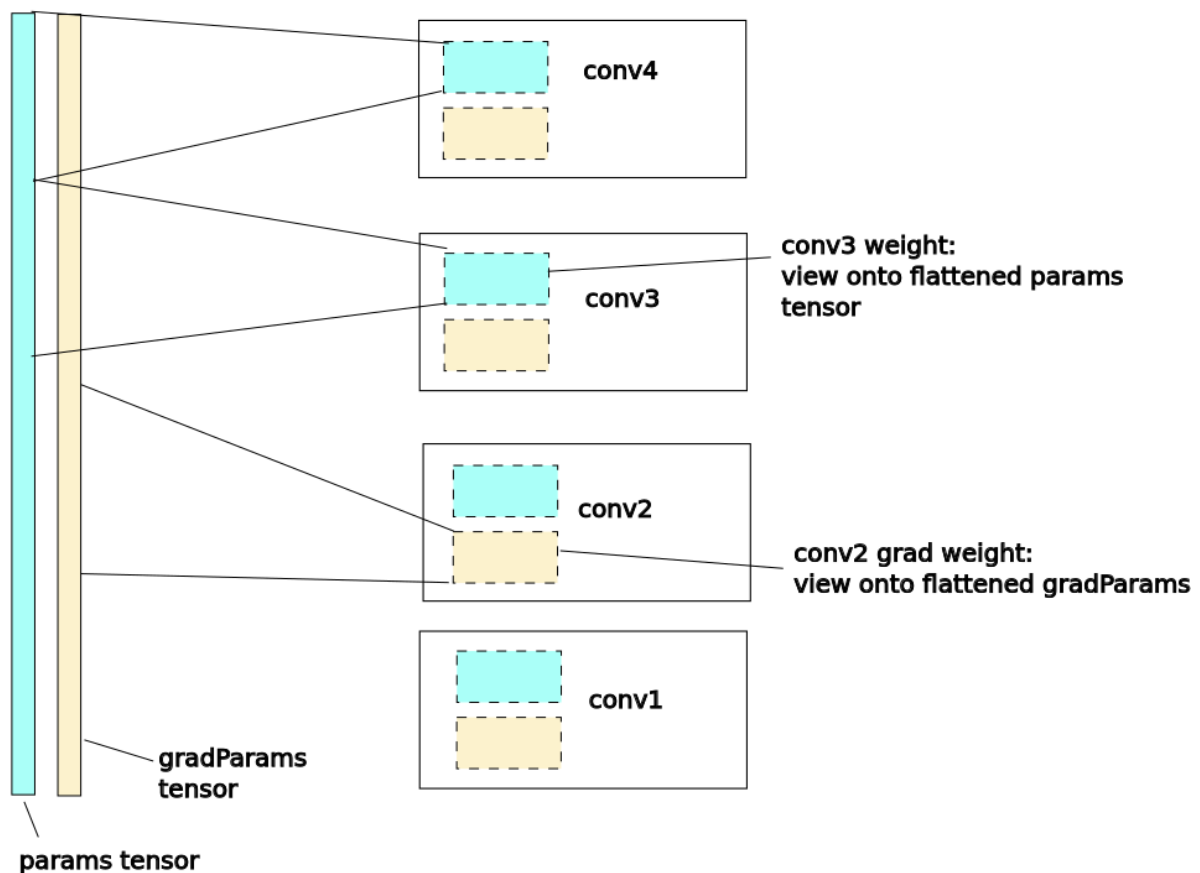 conv4
conv3 weight:
view onto flattened params
tensor
conv3
conv2
conv2 grad weight:
view onto flattened gradParams
conv1
gradParams
tensor
params tensor